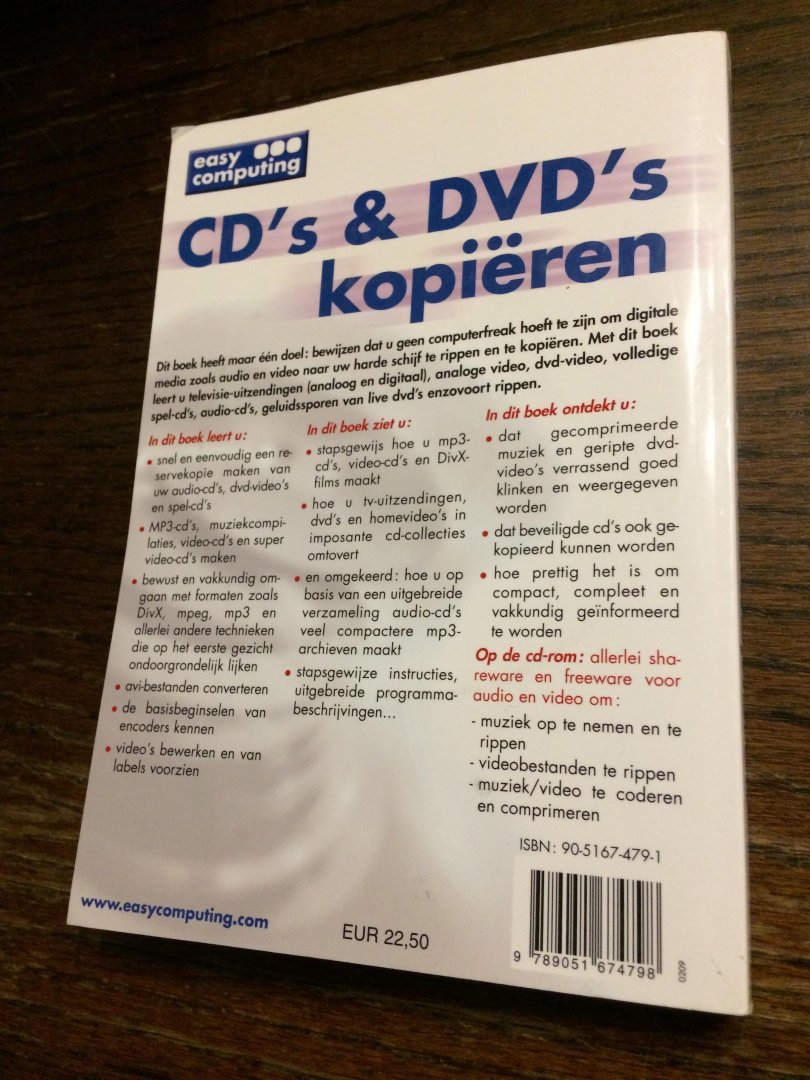 easy
computing
CD's & DVD's
kopiëren
Dit boek heeft maar één doel: bewijzen dat u geen computerfreak hoeft te zijn om digitale
media zoals audio en video naar uw harde schijf te rippen en te kopiëren. Met dit boek
leert u televisie-uitzendingen (analoog en digitaal), analoge video, dvd-video, volledige
spel-cd's, audio-cd's, geluidssporen van live dvd's enzovoort rippen.
In dit boek leert u:
• snel en eenvoudig een re-
servekopie maken van
uw audio-cd's, dvd-video's
en spel-cd's
• MP3-cd's, muziekcompi-
laties, video-cd's en super
video-cd's maken
• bewust en vakkundig om-
gaan met formaten zoals
DivX, mpeg, mp3 en
allerlei andere technieken
die op het eerste gezicht
ondoorgrondelijk lijken
• avi-bestanden converteren
• de basisbeginselen van
encoders kennen
• video's bewerken en van
labels voorzien
In dit boek ziet u:
• stapsgewijs hoe u mp3-
cd's, video-cd's en DivX-
films maakt
• hoe u tv-uitzendingen,
dvd's en homevideo's in
imposante cd-collecties
omtovert
• en omgekeerd: hoe u op
basis van een uitgebreide
verzameling audio-cd's
veel compactere mp3-
archieven maakt
• stapsgewijze instructies,
uitgebreide programma-
beschrijvingen...
In dit boek ontdekt u:
• dat gecomprimeerde
muziek en geripte dvd-
video's verrassend goed
klinken en weergegeven
worden
• dat beveiligde cd's ook ge-
kopieerd kunnen worden
• hoe prettig het is om
compact, compleet en
vakkundig geïnformeerd
te worden
Op de cd-rom: allerlei sha-
reware en freeware voor
audio en video om:
- muziek op te nemen en te
rippen
- videobestanden te rippen
- muziek/video te coderen
en comprimeren
ISBN: 90-5167-479-1
9 789051 674798
0209
www.easycomputing.com
EUR 22,50